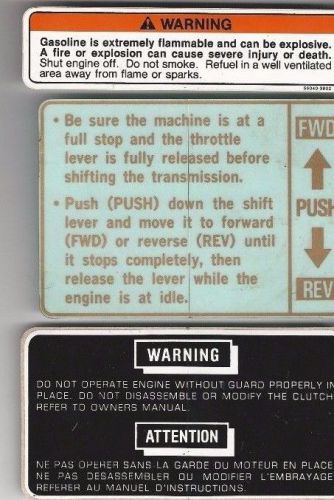 WARNING
Gasoline is extremely flammable and can be explosive.
A fire or explosion can cause severe injury or death.
Shut engine off. Do not smoke. Refuel in a well ventilated
area away from flame or sparks.
• Be sure the machine is at a
full stop and the throttle
lever is fully released before
shifting the transmission.
• Push (PUSH) down the shift
lever and move it to forward
(FWD) or reverse (REV) until
it stops completely, then
release the lever while the
engine is at idle.
FWD
PUSH
REV
WARNING
DO NOT OPERATE ENGINE WITHOUT GUARD PROPERLY IN
PLACE. DO NOT DISASSEMBLE OR MODIFY THE CLUTCH
REFER TO OWNERS MANUAL.
ATTENTION
NE PAS OPERER SANS LA GARDE DU MOTEUR EN PLACE
NE PAS DESASSEMBLER OU MODIFIER L'EMBRAYAGE
REFERER AU MANUEL D'INSTRUCTIONS.